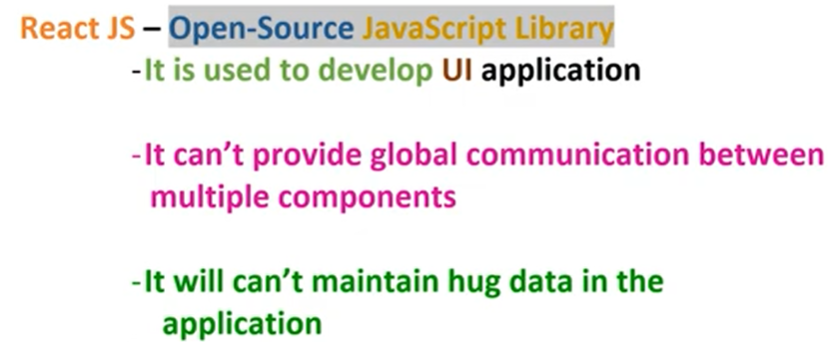 React JS – Open-Source JavaScript Library
-It is used to develop UI application
-It can’t provide global communication between
multiple components
-It will can’t maintain hug data in the
application